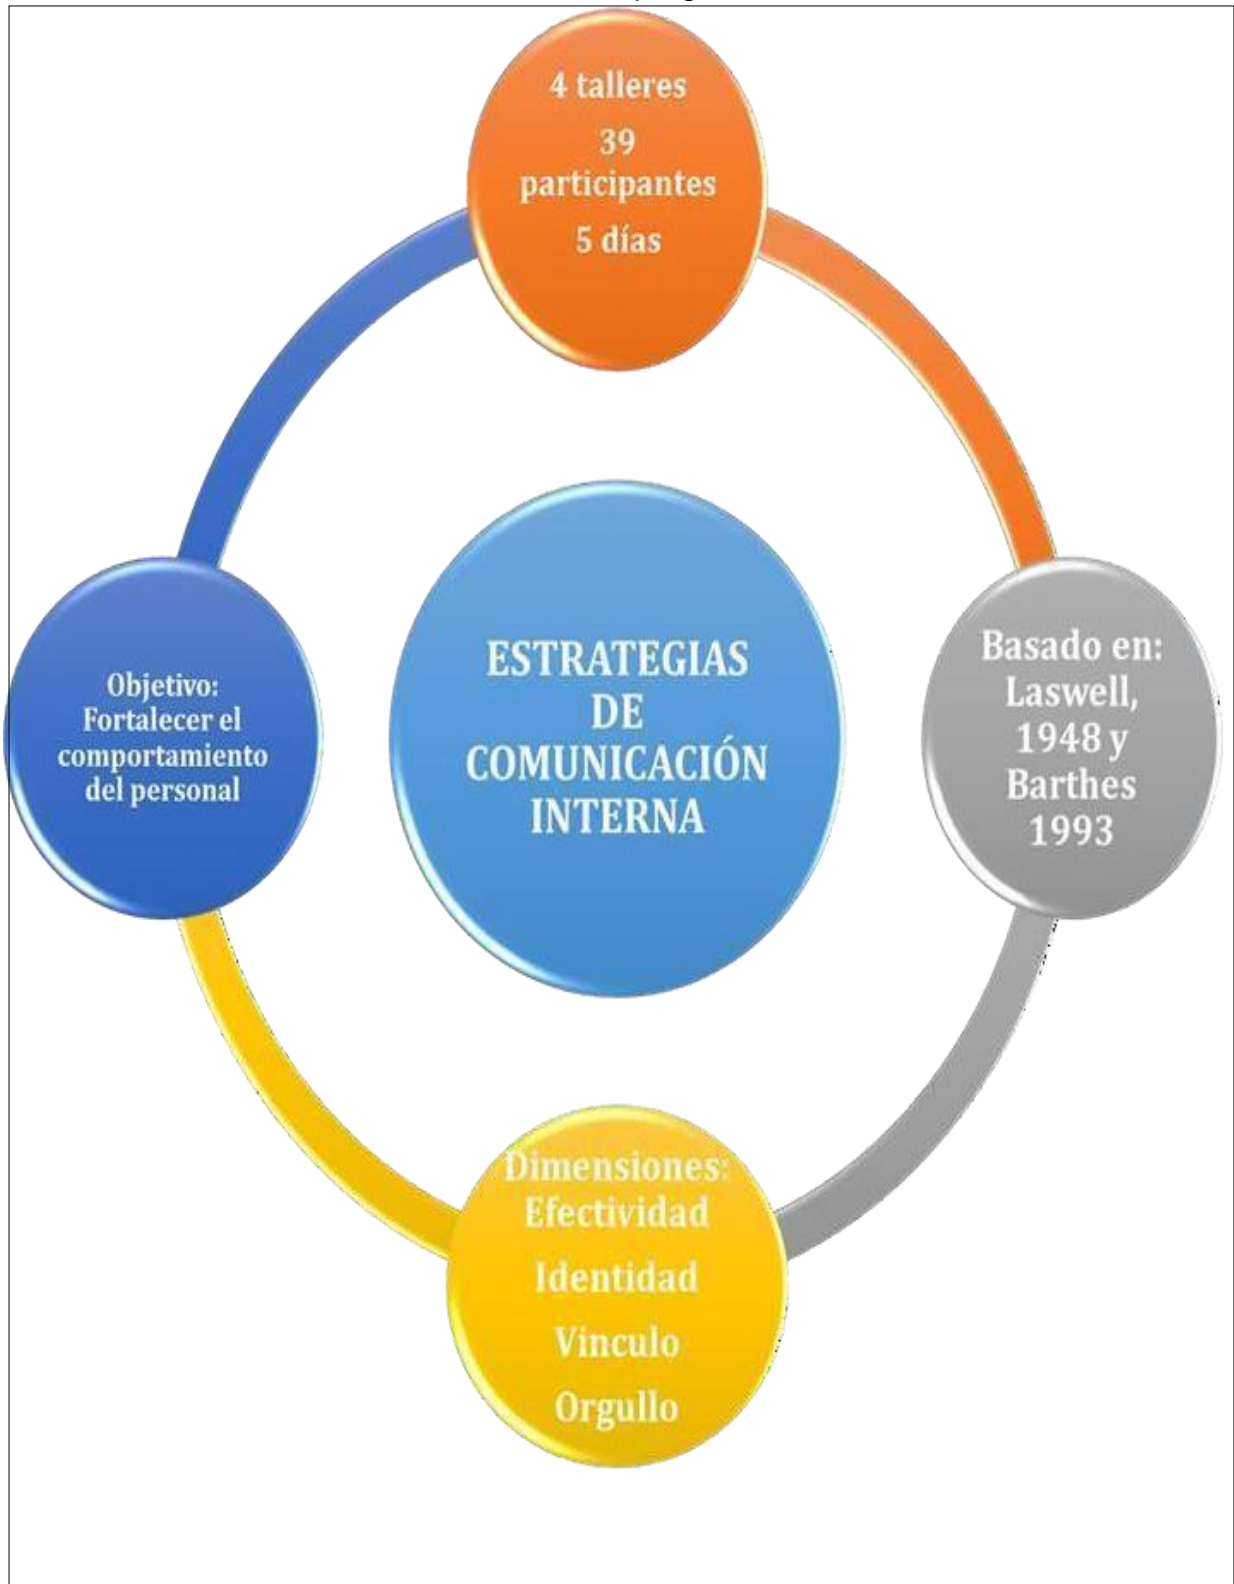 4 talleres
39
participantes
5 días
Basado en:
Laswell,
1948 y
Barthes
1993
Dimensiones:
Efectividad
Identidad
Vínculo
Orgullo
Objetivo:
Fortalecer el
comportamiento
del personal
ESTRATEGIAS
DE
COMUNICACIÓN
INTERNA